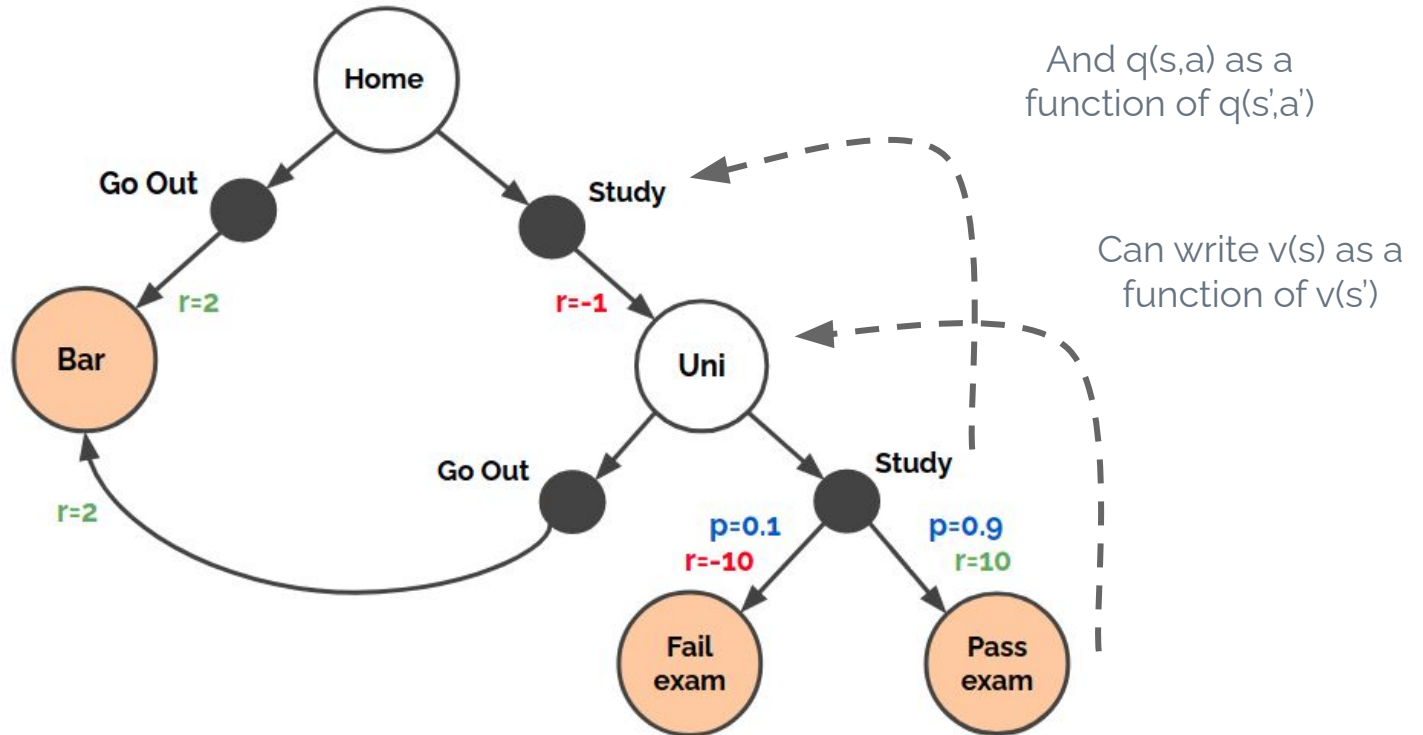 Home
And q(s,a) as a
function of q(s’,a’)
Go Out
Study
r=2
r=-1
Can write v(s) as a
function of v(s’)
Bar
Uni
Go Out
Study
r=2
p=0.1
r=-10
p=0.9
r=10
Fail
exam
Pass
exam